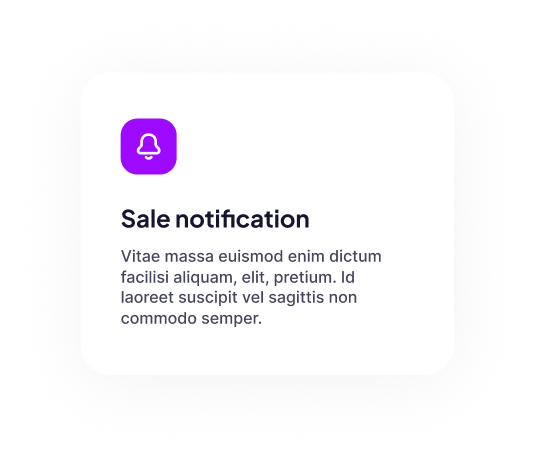 Sale notification
Vitae massa euismod enim dictum
facilisi aliquam, elit, pretium. Id
laoreet suscipit vel sagittis non
commodo semper.